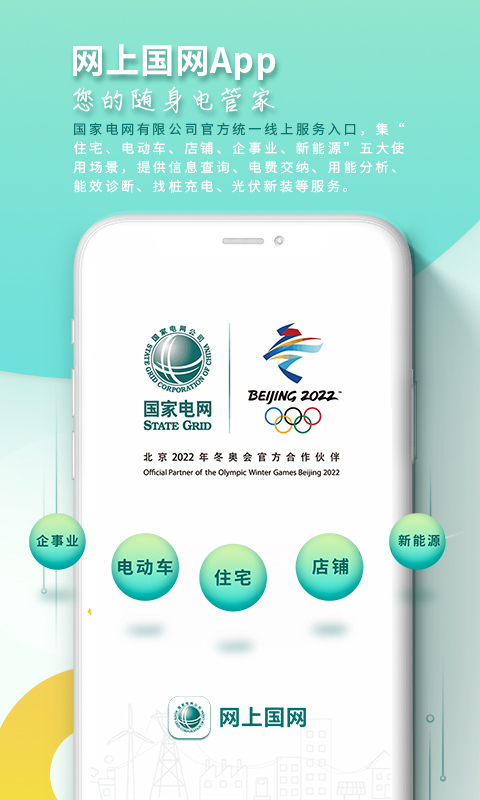 网上国网App
您的随身电管家
国家电网有限公司官方统一线上服务入口，集“
住宅、电动车、店铺、企事业、新能源”五大使
用场景，提供信息查询、电费交纳、用能分析、
能效诊断、找桩充电、光伏新装等服务。
国家电网公司
STATE GRID CORPORATION OF CHINA
国家电网
STATE GRID
BEIJING 2022™
北京 2022 年冬奥会官方合作伙伴
Official Partner of the Olympic Winter Games Beijing 2022
企事业
电动车
住宅
店铺
新能源
网上国网